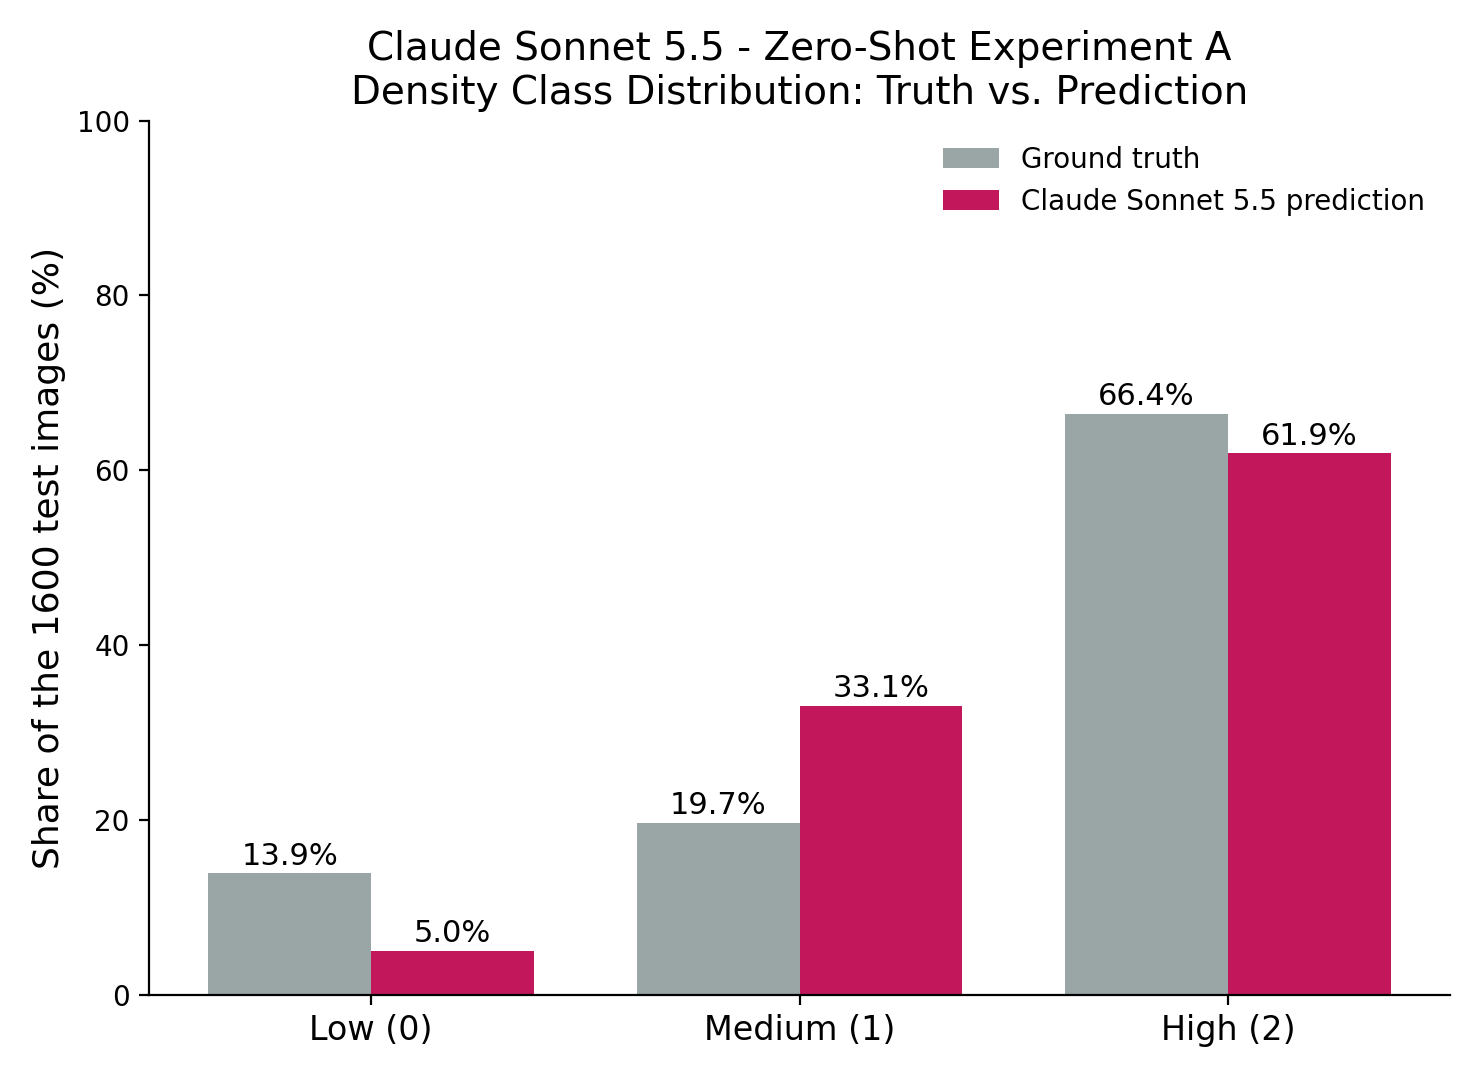 Claude Sonnet 5.5 - Zero-Shot Experiment A
Density Class Distribution: Truth vs. Prediction
Ground truth
Claude Sonnet 5.5 prediction
Share of the 1600 test images (%)
100
80
60
40
20
0
13.9%
5.0%
19.7%
33.1%
66.4%
61.9%
Low (0)
Medium (1)
High (2)